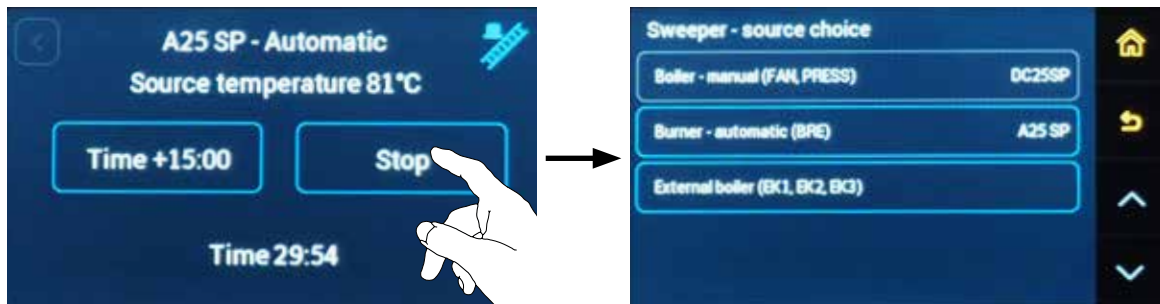 A25 SP - Automatic
Source temperature 81°C
Time +15:00
Stop
Time 29:54
Sweeper - source choice
Boiler - manual (FAN, PRESS) DC25SP
Burner - automatic (BRE) A25 SP
External boiler (EK1, EK2, EK3)